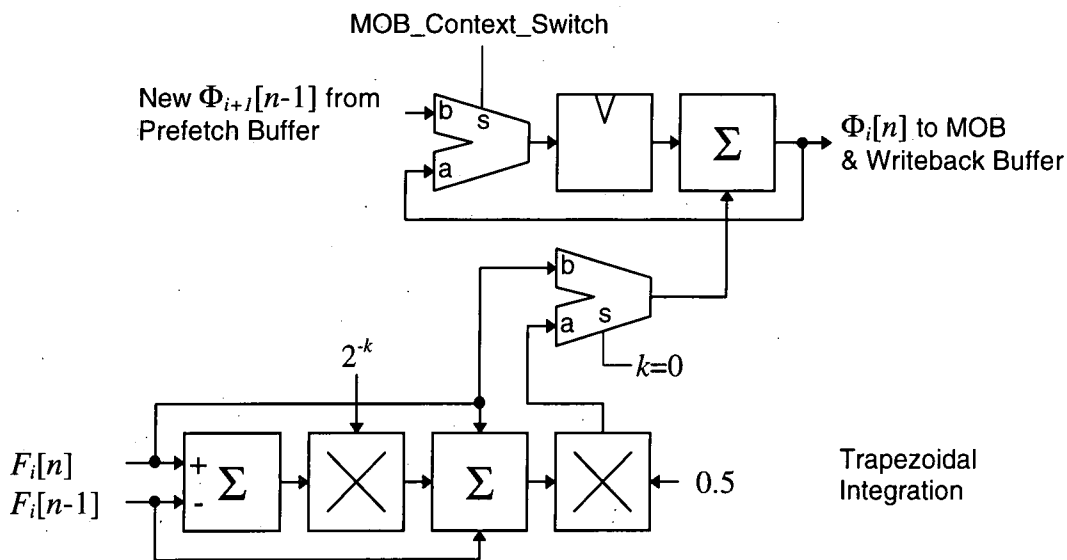 MOB_Context_Switch
New Φᵢ₊₁[n-1] from
Prefetch Buffer
b
s
a
Σ
Φᵢ[n] to MOB
& Writeback Buffer
b
a
s
k=0
2⁻ᵏ
Fᵢ[n]
Fᵢ[n-1]
+
-
Σ
Σ
0.5
Trapezoidal
Integration